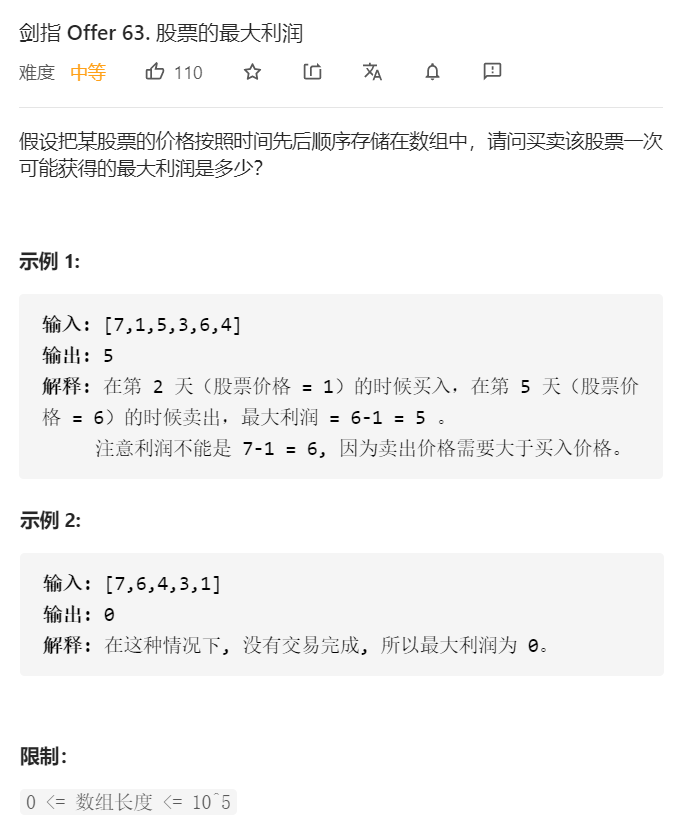 剑指 Offer 63. 股票的最大利润
难度 中等 110
假设把某股票的价格按照时间先后顺序存储在数组中，请问买卖该股票一次
可能获得的最大利润是多少？
示例 1:
输入: [7,1,5,3,6,4]
输出: 5
解释: 在第 2 天（股票价格 = 1）的时候买入，在第 5 天（股票价
格 = 6）的时候卖出，最大利润 = 6-1 = 5 。
注意利润不能是 7-1 = 6, 因为卖出价格需要大于买入价格。
示例 2:
输入: [7,6,4,3,1]
输出: 0
解释: 在这种情况下, 没有交易完成, 所以最大利润为 0。
限制：
0 <= 数组长度 <= 10^5